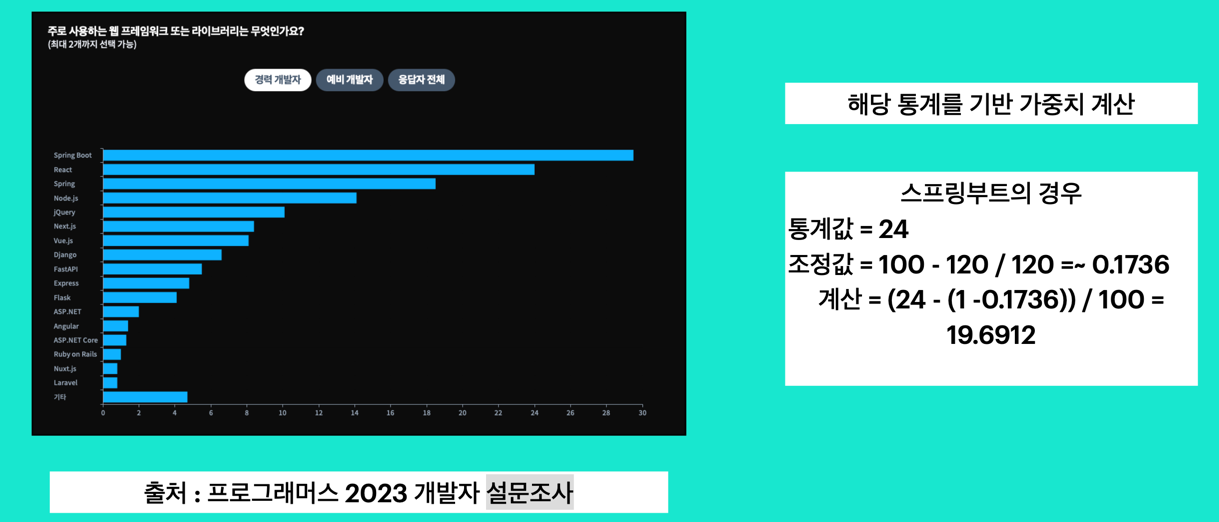 주로 사용하는 웹 프레임워크 또는 라이브러리는 무엇인가요?
(최대 2개까지 선택 가능)
경력 개발자 예비 개발자 응답자 전체
Spring Boot
React
Spring
Node.js
jQuery
Next.js
Vue.js
Django
FastAPI
Express
Flask
ASP.NET
Angular
ASP.NET Core
Ruby on Rails
Nuxt.js
Laravel
기타
0 2 4 6 8 10 12 14 16 18 20 22 24 26 28 30
출처 : 프로그래머스 2023 개발자 설문조사
해당 통계를 기반 가중치 계산
스프링부트의 경우
통계값 = 24
조정값 = 100 - 120 / 120 =~ 0.1736
계산 = (24 - (1 -0.1736)) / 100 =
19.6912